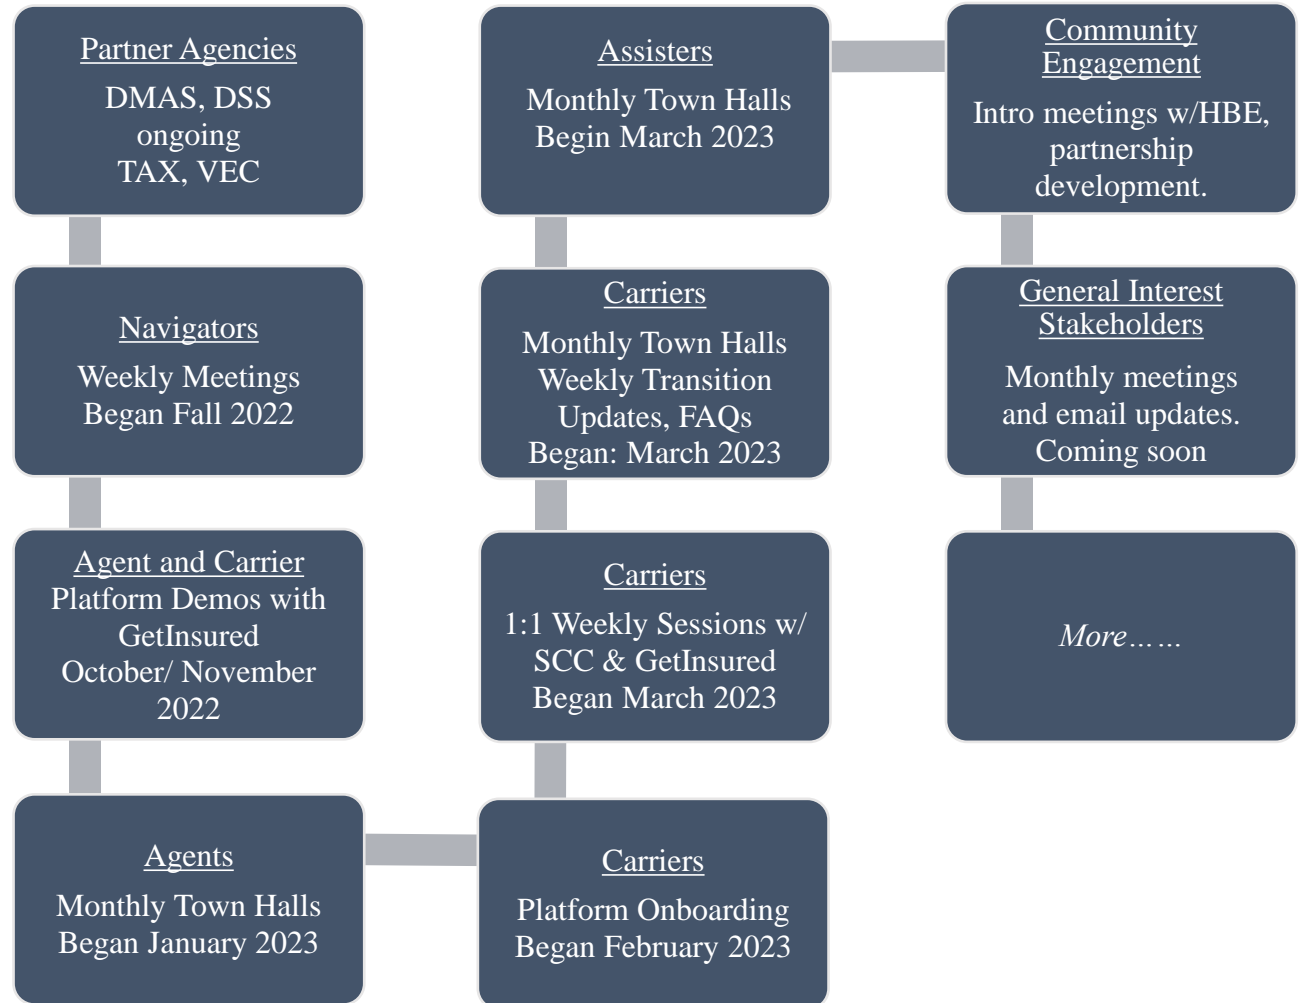 Partner Agencies
DMAS, DSS
ongoing
TAX, VEC
Navigators
Weekly Meetings
Began Fall 2022
Agent and Carrier
Platform Demos with
GetInsured
October/ November
2022
Agents
Monthly Town Halls
Began January 2023
Carriers
Platform Onboarding
Began February 2023
Carriers
1:1 Weekly Sessions w/
SCC & GetInsured
Began March 2023
Carriers
Monthly Town Halls
Weekly Transition
Updates, FAQs
Began: March 2023
Assisters
Monthly Town Halls
Begin March 2023
Community
Engagement
Intro meetings w/HBE,
partnership
development.
General Interest
Stakeholders
Monthly meetings
and email updates.
Coming soon
More……